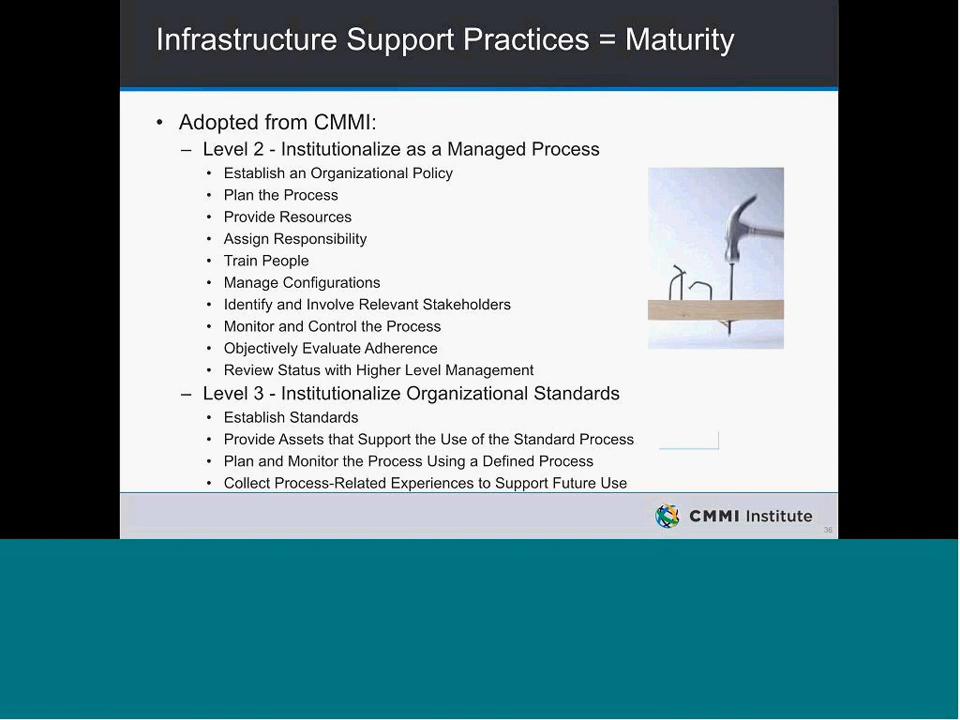 Infrastructure Support Practices = Maturity
• Adopted from CMMI:
– Level 2 - Institutionalize as a Managed Process
• Establish an Organizational Policy
• Plan the Process
• Provide Resources
• Assign Responsibility
• Train People
• Manage Configurations
• Identify and Involve Relevant Stakeholders
• Monitor and Control the Process
• Objectively Evaluate Adherence
• Review Status with Higher Level Management
– Level 3 - Institutionalize Organizational Standards
• Establish Standards
• Provide Assets that Support the Use of the Standard Process
• Plan and Monitor the Process Using a Defined Process
• Collect Process-Related Experiences to Support Future Use
CMMI Institute
36